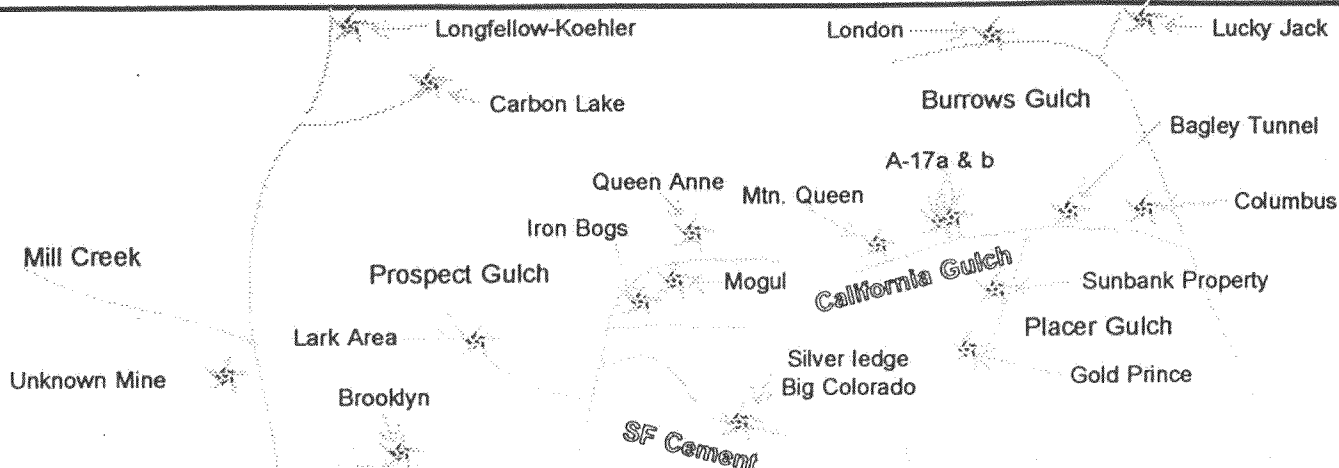 Longfellow-Koehler
London
Lucky Jack
Carbon Lake
Burrows Gulch
Bagley Tunnel
A-17a & b
Queen Anne
Mtn. Queen
Columbus
Iron Bogs
Mill Creek
Prospect Gulch
Mogul
California Gulch
Sunbank Property
Lark Area
Placer Gulch
Silver ledge
Big Colorado
Unknown Mine
Gold Prince
Brooklyn
SF Cement